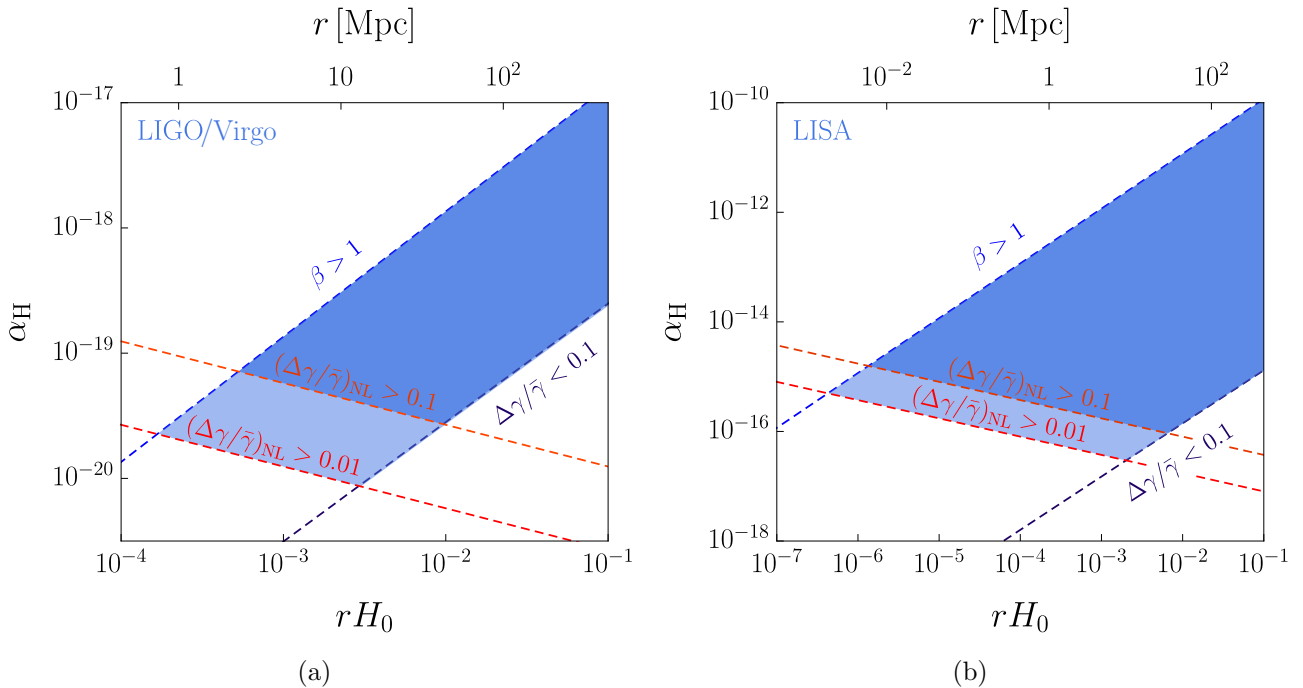 r [Mpc]
1 10 10²
10⁻¹⁷
LIGO/Virgo
10⁻¹⁸
β > 1
α_H
10⁻¹⁹
(Δγ/γ̄)_NL > 0.1
Δγ/γ̄ < 0.1
(Δγ/γ̄)_NL > 0.01
10⁻²⁰
10⁻⁴ 10⁻³ 10⁻² 10⁻¹
r H₀
(a)
r [Mpc]
10⁻² 1 10²
10⁻¹⁰
LISA
10⁻¹²
β > 1
α_H
10⁻¹⁴
(Δγ/γ̄)_NL > 0.1
(Δγ/γ̄)_NL > 0.01
10⁻¹⁶
Δγ/γ̄ < 0.1
10⁻¹⁸
10⁻⁷ 10⁻⁶ 10⁻⁵ 10⁻⁴ 10⁻³ 10⁻² 10⁻¹
r H₀
(b)